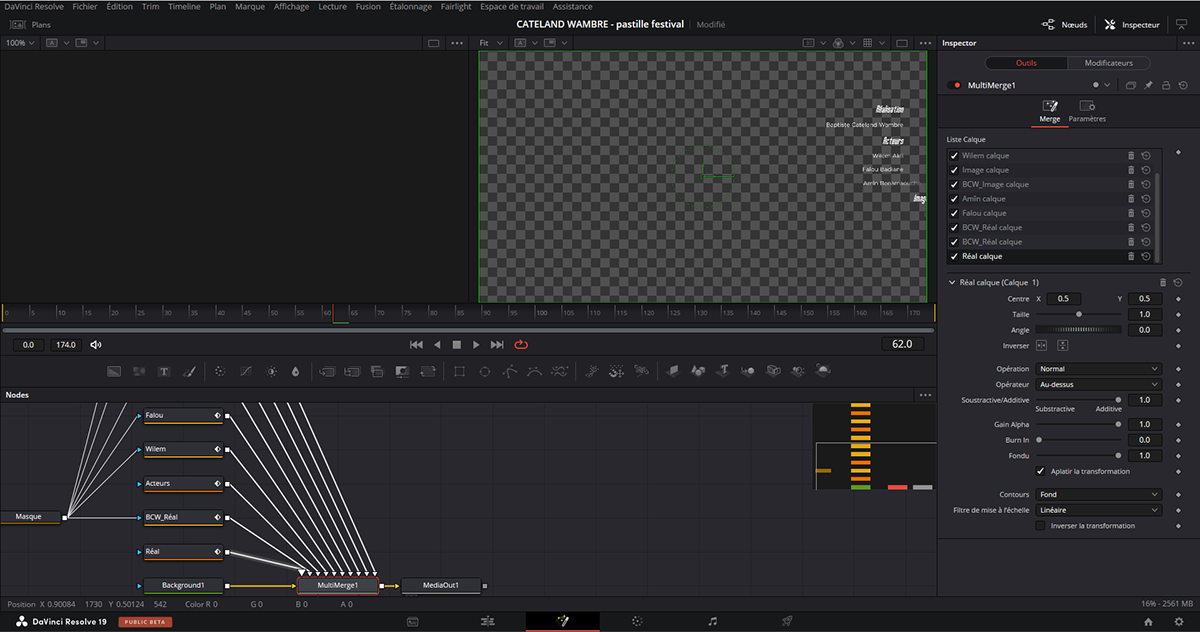 DaVinci Resolve Fichier Édition Trim Timeline Plan Marque Affichage Lecture Fusion Étalonnage Fairlight Espace de travail Assistance
Plans CATELAND WAMBRE - pastille festival Modifié Nœuds Inspecteur
100% Fit Inspector
Outils Modificateurs
MultiMerge1
Merge Paramètres
Réalisation
Baptiste Cateland Wambre
Acteurs
Wilem Akli
Falou Badiane
Amin Bonamaouch
Imag
Liste Calque
Wilem calque
Image calque
BCW_Image calque
Amin calque
Falou calque
BCW_Réal calque
BCW_Réal calque
Réal calque
Réal calque (Calque 1)
Centre X 0.5 Y 0.5
Taille 1.0
Angle 0.0
Inverser
Opération Normal
Opérateur Au-dessus
Soustractive/Additive 1.0
Substractive Additive
Gain Alpha 1.0
Burn In 0.0
Fondu 1.0
Aplatir la transformation
Contours Fond
Filtre de mise à l'échelle Linéaire
Inverser la transformation
0 5 10 15 20 25 30 35 40 45 50 55 60 65 70 75 80 85 90 95 100 105 110 115 120 125 130 135 140 145 150 155 160 165 170
0.0 174.0 62.0
Nodes
Falou
Wilem
Acteurs
Masque BCW_Réal
Réal
Background1 MultiMerge1 MediaOut1
Position X 0.90084 1730 Y 0.50124 542 Color R 0 G 0 B 0 A 0 16% - 2561 MB
DaVinci Resolve 19 PUBLIC BETA